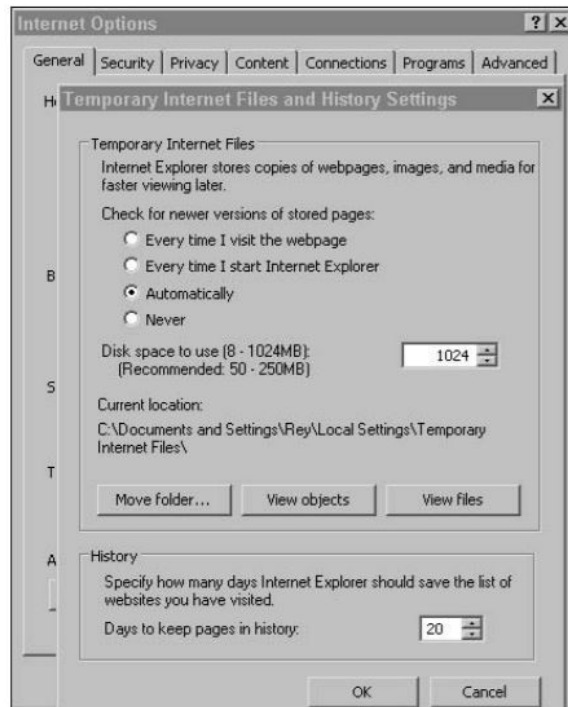 Internet Options
General Security Privacy Content Connections Programs Advanced
H
Temporary Internet Files and History Settings
Temporary Internet Files
Internet Explorer stores copies of webpages, images, and media for
faster viewing later.
Check for newer versions of stored pages:
Every time I visit the webpage
Every time I start Internet Explorer
B
Automatically
Never
Disk space to use (8 - 1024MB): 1024
(Recommended: 50 - 250MB)
S
Current location:
C:\Documents and Settings\Rey\Local Settings\Temporary
Internet Files\
T
Move folder... View objects View files
History
A
Specify how many days Internet Explorer should save the list of
websites you have visited.
Days to keep pages in history: 20
OK Cancel